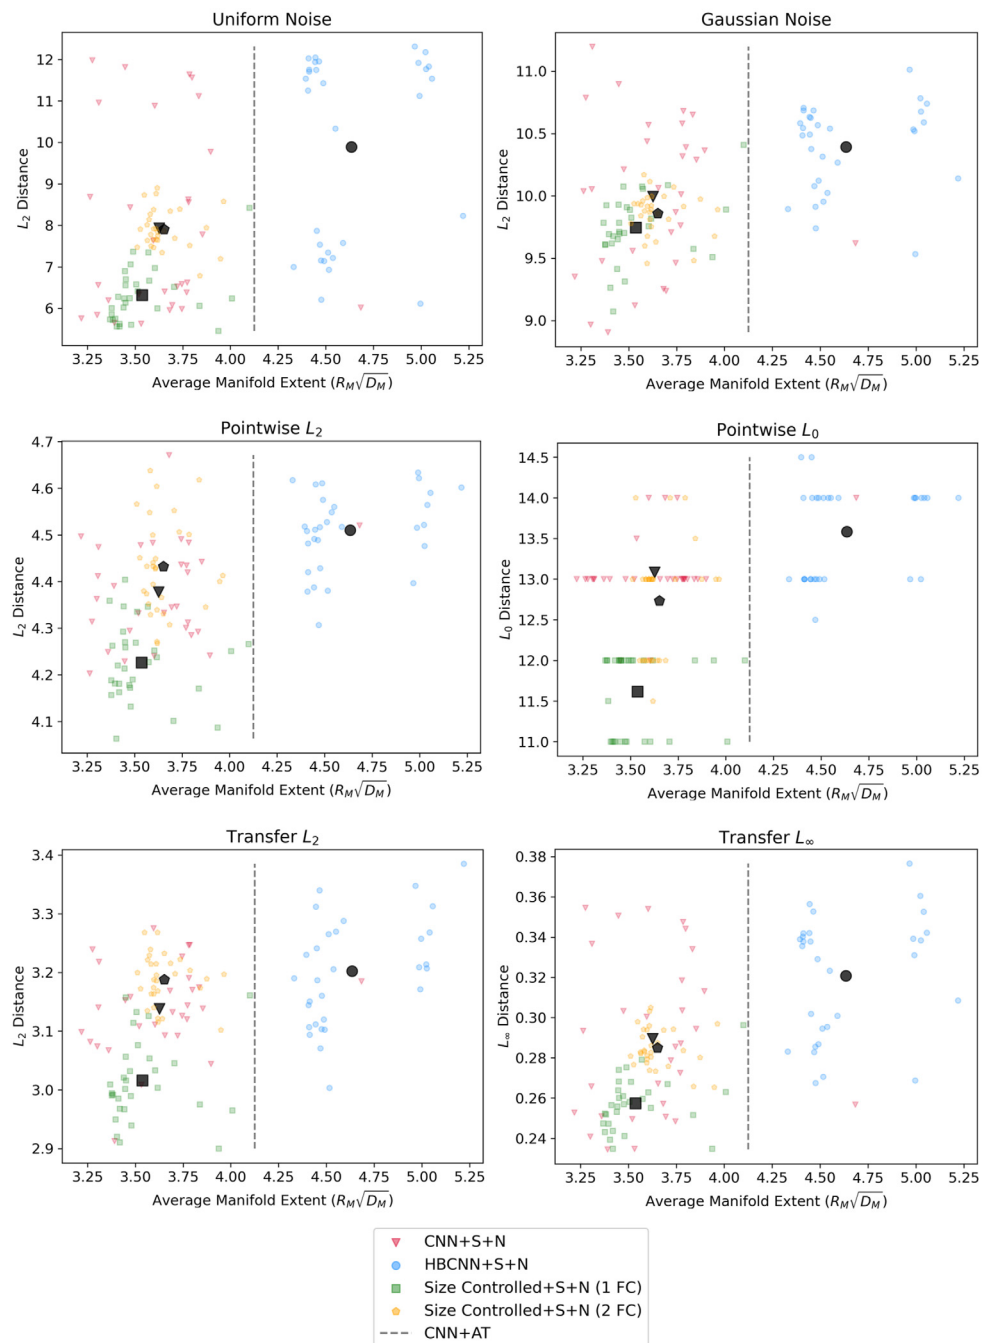 Uniform Noise
12
11
10
9
8
7
6
L₂ Distance
3.25 3.50 3.75 4.00 4.25 4.50 4.75 5.00 5.25
Average Manifold Extent (R_M√D_M)
Gaussian Noise
11.0
10.5
10.0
9.5
9.0
L₂ Distance
3.25 3.50 3.75 4.00 4.25 4.50 4.75 5.00 5.25
Average Manifold Extent (R_M√D_M)
Pointwise L₂
4.7
4.6
4.5
4.4
4.3
4.2
4.1
L₂ Distance
3.25 3.50 3.75 4.00 4.25 4.50 4.75 5.00 5.25
Average Manifold Extent (R_M√D_M)
Pointwise L₀
14.5
14.0
13.5
13.0
12.5
12.0
11.5
11.0
L₀ Distance
3.25 3.50 3.75 4.00 4.25 4.50 4.75 5.00 5.25
Average Manifold Extent (R_M√D_M)
Transfer L₂
3.4
3.3
3.2
3.1
3.0
2.9
L₂ Distance
3.25 3.50 3.75 4.00 4.25 4.50 4.75 5.00 5.25
Average Manifold Extent (R_M√D_M)
Transfer L∞
0.38
0.36
0.34
0.32
0.30
0.28
0.26
0.24
L∞ Distance
3.25 3.50 3.75 4.00 4.25 4.50 4.75 5.00 5.25
Average Manifold Extent (R_M√D_M)
CNN+S+N
HBCNN+S+N
Size Controlled+S+N (1 FC)
Size Controlled+S+N (2 FC)
CNN+AT